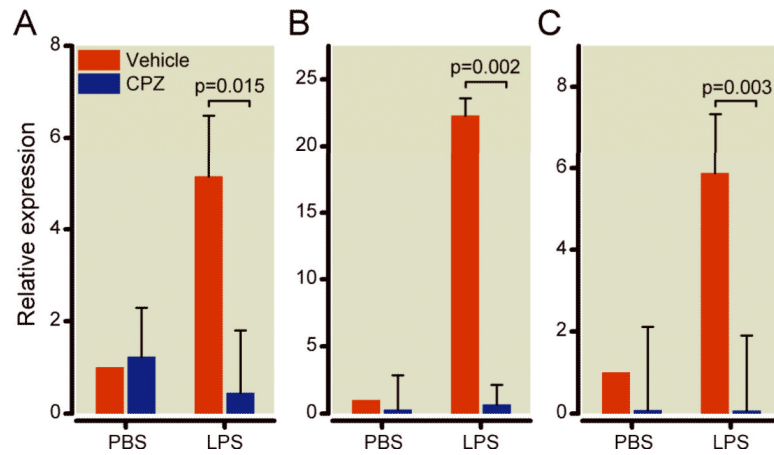 A
B
C
Relative expression
8
6
4
2
0
Vehicle
CPZ
p=0.015
PBS
LPS
25
20
15
10
5
0
p=0.002
PBS
LPS
8
6
4
2
0
p=0.003
PBS
LPS